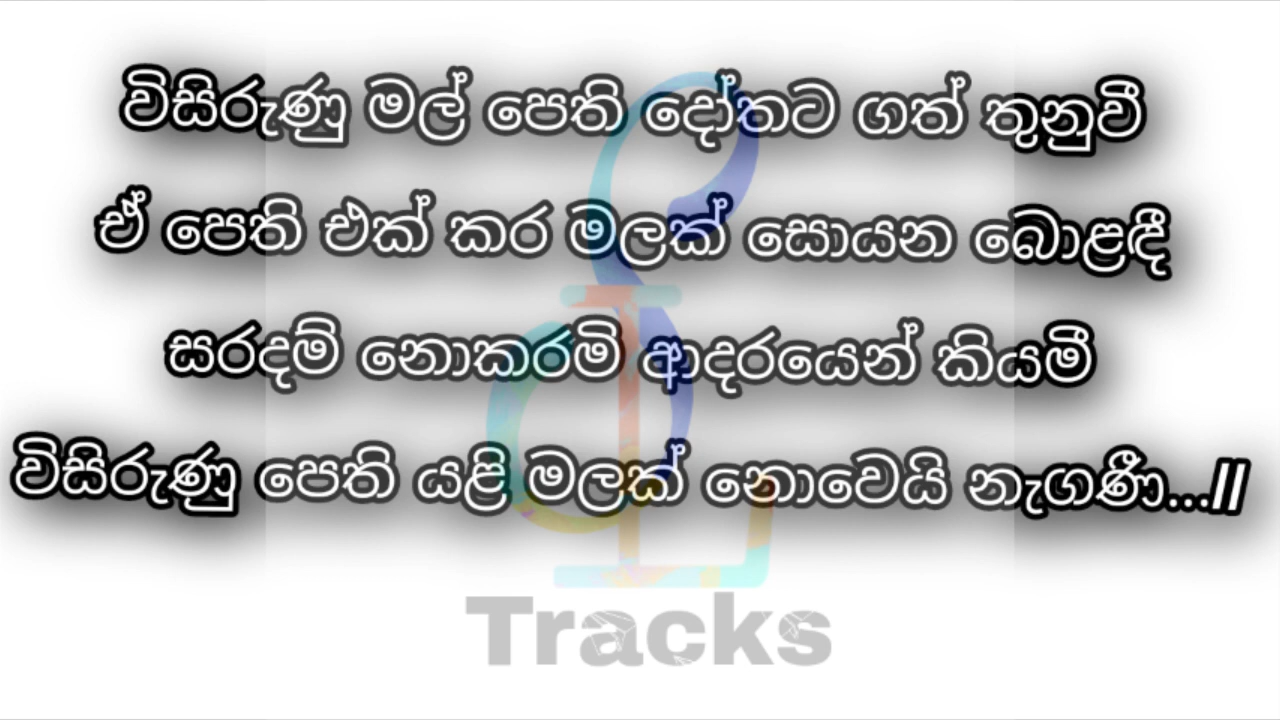 විසිරුණු මල් පෙති දෝතට ගත් තුනුවී
ඒ පෙති එක් කර මලක් සොයන බොළඳී
සරදම් නොකරමි ආදරයෙන් කියමී
විසිරුණු පෙති යළි මලක් නොවෙයි නැගණී...//
Tracks